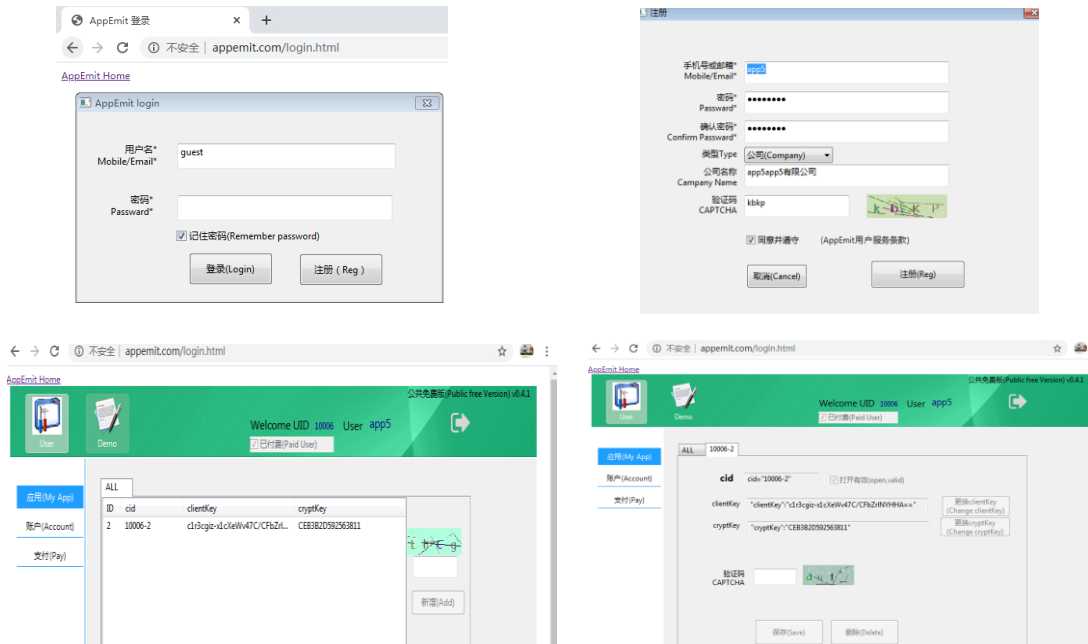 AppEmit 登录
不安全 | appemit.com/login.html
AppEmit Home
AppEmit login
用户名*
Mobile/Email*
guest
密码*
Passward*
记住密码(Remember password)
登录(Login)
注册 ( Reg )
注册
手机号或邮箱*
Mobile/Email*
app5
密码*
Password*
确认密码*
Confirm Password*
类型Type
公司(Company)
公司名称
Campany Name
app5app5有限公司
验证码
CAPTCHA
kbkp
同意并遵守
(AppEmit用户服务条款)
取消(Cancel)
注册(Reg)
不安全 | appemit.com/login.html
AppEmit Home
公共免费版(Public free Version) v0.4.1
User
Demo
Welcome UID 10006 User app5
已付费(Paid User)
应用(My App)
账户(Account)
支付(Pay)
ALL
ID cid clientKey cryptKey
2 10006-2 c1r3cgiz-x1cXeWv47C/CFbZrl... CEB3B2D592563811
新增(Add)
不安全 | appemit.com/login.html
AppEmit Home
公共免费版(Public free Version) v0.4.1
User
Demo
Welcome UID 10006 User app5
已付费(Paid User)
应用(My App)
账户(Account)
支付(Pay)
ALL 10006-2
cid cid="10006-2" 打开有效(open,valid)
clientKey "clientKey":"c1r3cgiz-x1cXeWv47C/CFbZrlNYHHA=="
更换clientKey
(Change clientKey)
cryptKey "cryptKey":"CEB3B2D592563811"
更换cryptKey
(Change cryptKey)
验证码
CAPTCHA
保存(Save)
删除(Delete)